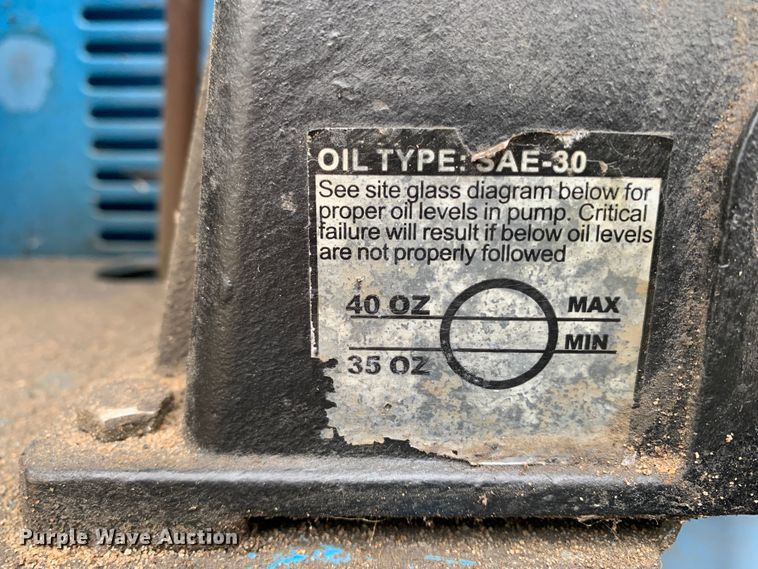 OIL TYPE: SAE-30
See site glass diagram below for
proper oil levels in pump. Critical
failure will result if below oil levels
are not properly followed
40 OZ MAX
MIN
35 OZ
Purple Wave Auction